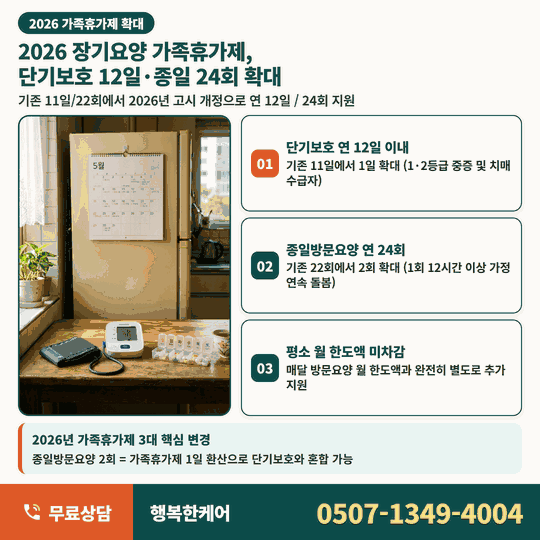 2026 가족휴가제 확대
2026 장기요양 가족휴가제,
단기보호 12일·종일 24회 확대
기존 11일/22회에서 2026년 고시 개정으로 연 12일 / 24회 지원
5월
01
단기보호 연 12일 이내
기존 11일에서 1일 확대 (1·2등급 중증 및 치매
수급자)
02
종일방문요양 연 24회
기존 22회에서 2회 확대 (1회 12시간 이상 가정
연속 돌봄)
03
평소 월 한도액 미차감
매달 방문요양 월 한도액과 완전히 별도로 추가
지원
2026년 가족휴가제 3대 핵심 변경
종일방문요양 2회 = 가족휴가제 1일 환산으로 단기보호와 혼합 가능
무료상담
행복한케어
0507-1349-4004